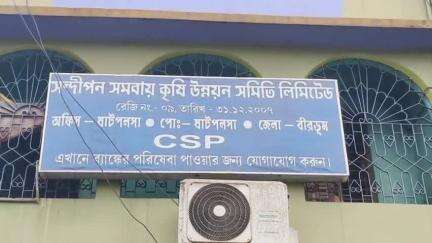 সন্দীপন সমবায় কৃষি উন্নয়ন সমিতি লিমিটেড
রেজি নং - ০৯, তারিখ - ৩১.১২.২০০৭
অফিস - ষাটপলসা • পোঃ - ষাটপলসা • জেলা - বীরভূম
CSP
এখানে ব্যাঙ্কের পরিষেবা পাওয়ার জন্য যোগাযোগ করুন।